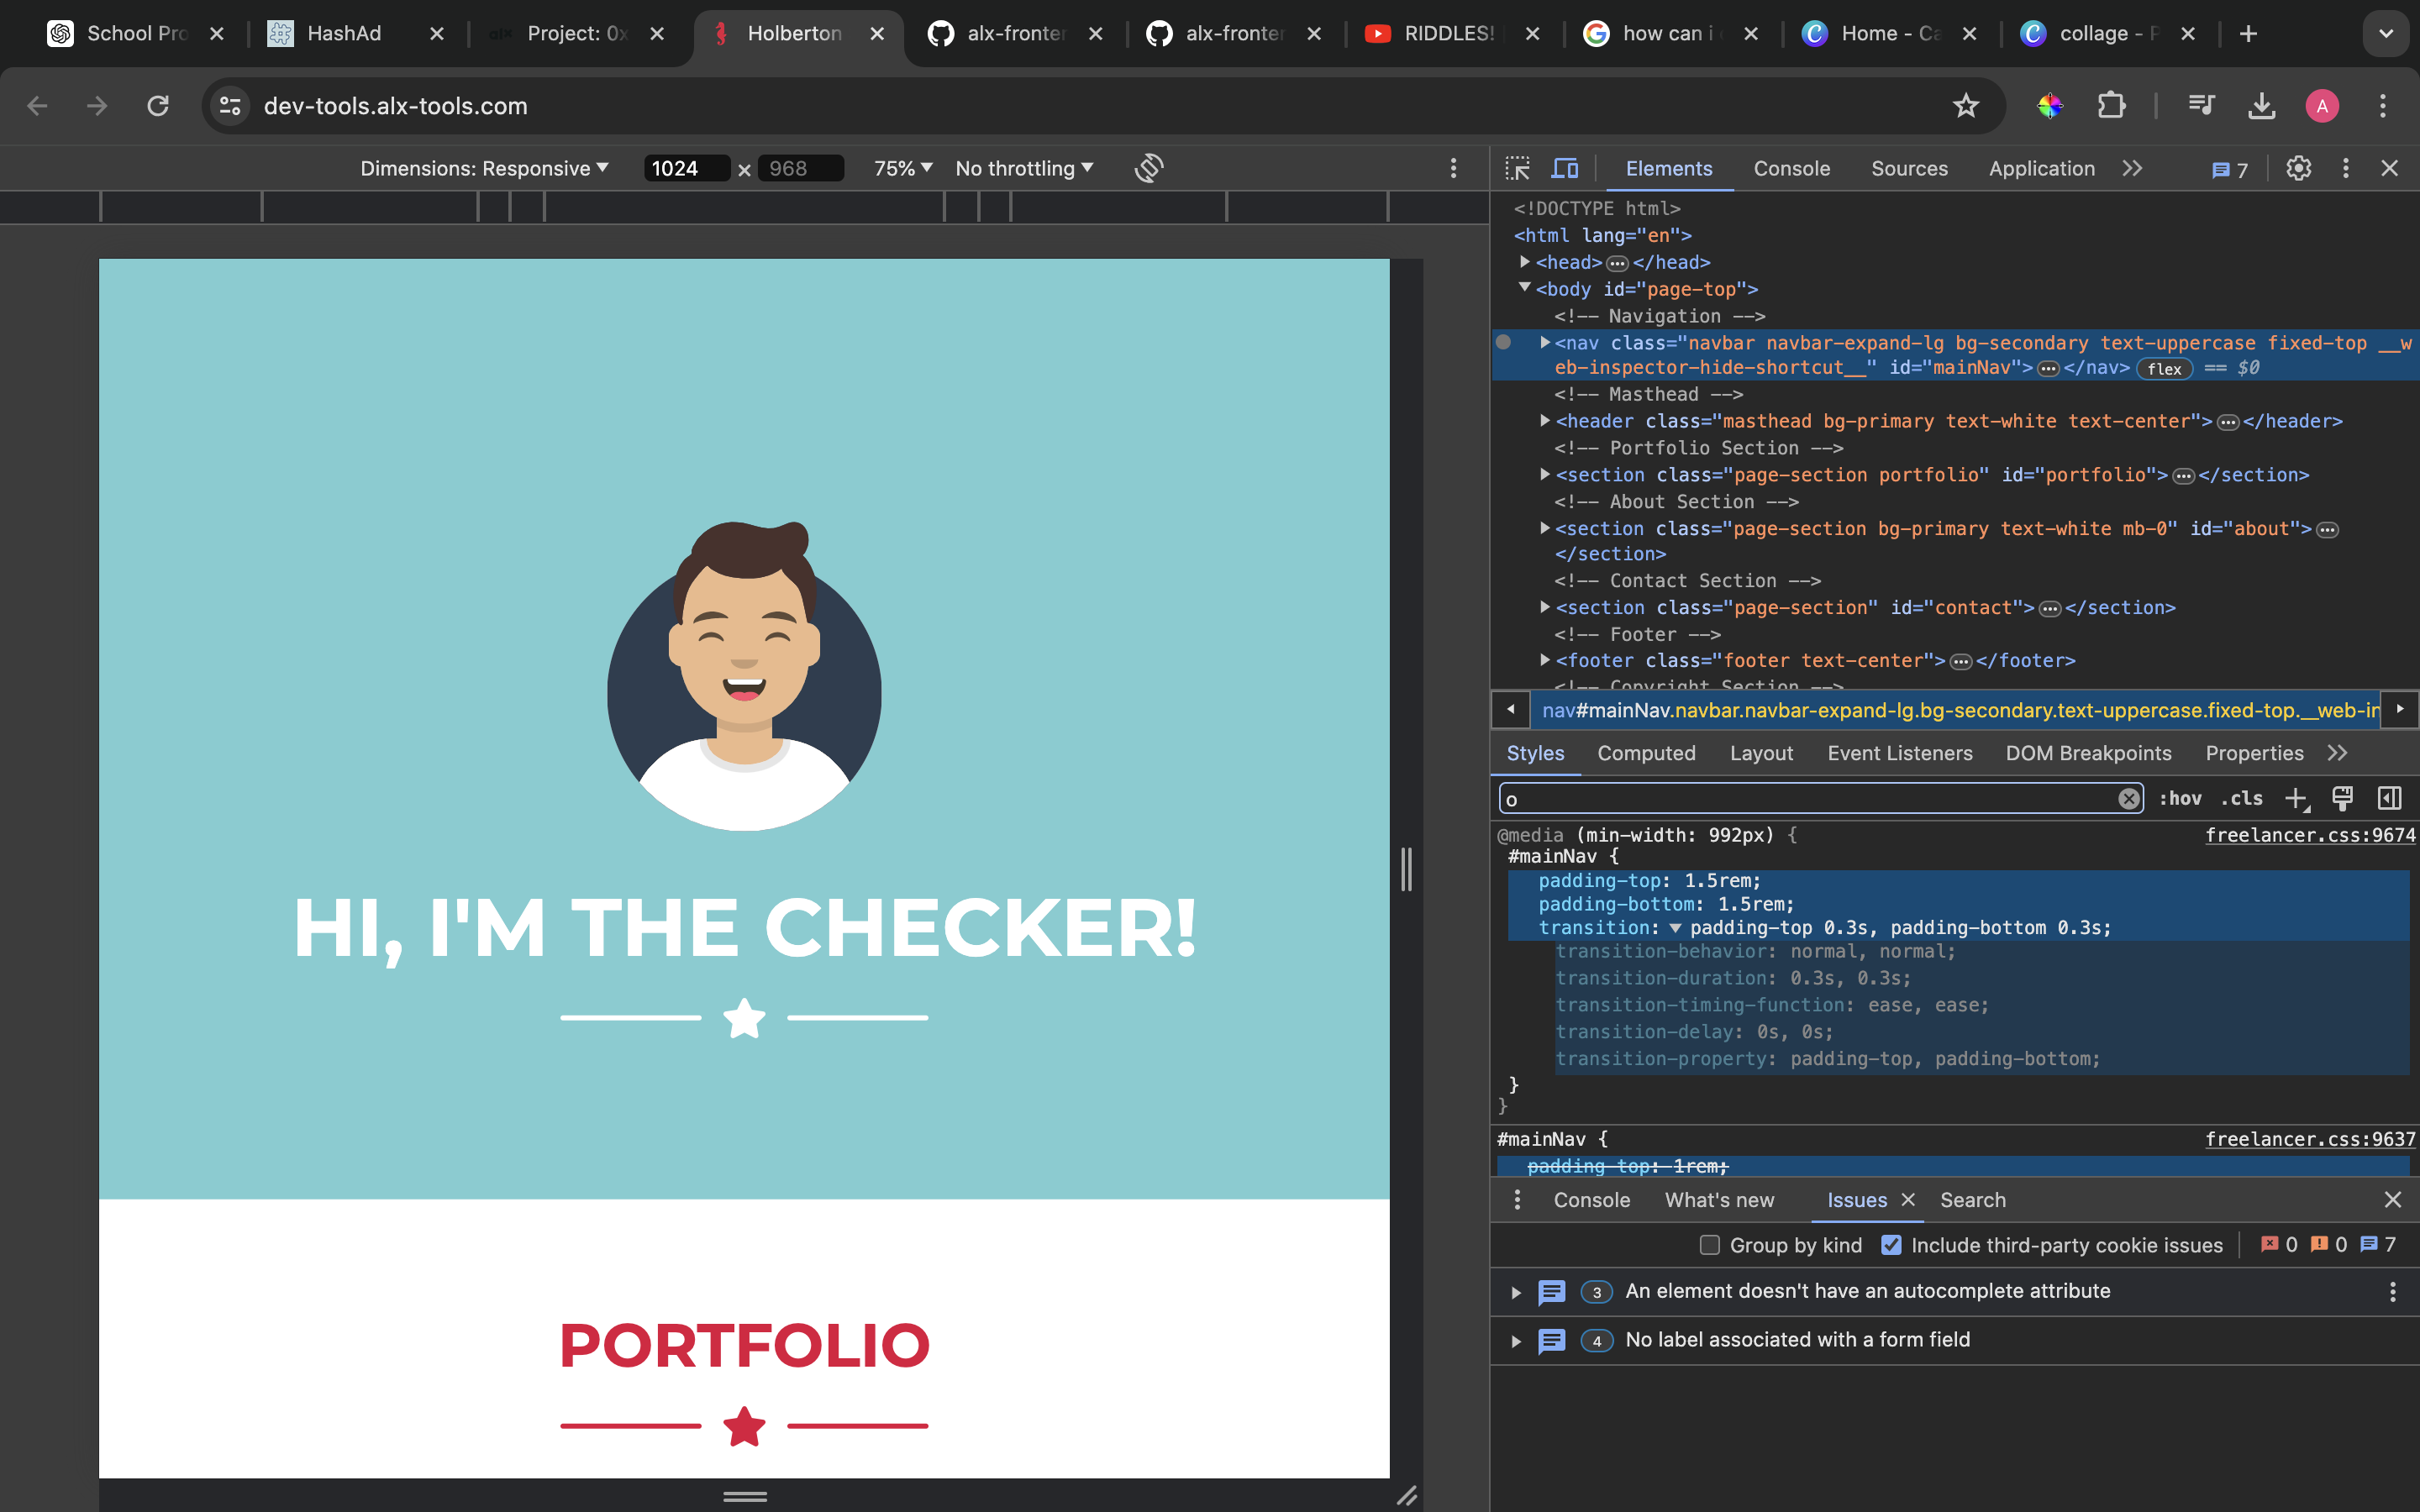 School Pro
HashAd
alx Project: 0x
Holberton
alx-fronter
alx-fronter
RIDDLES!
how can i
Home - Ca
collage - P
dev-tools.alx-tools.com
A
Dimensions: Responsive 1024 × 968 75% No throttling
Elements Console Sources Application 7
<!DOCTYPE html>
<html lang="en">
<head> </head>
<body id="page-top">
<!-- Navigation -->
<nav class="navbar navbar-expand-lg bg-secondary text-uppercase fixed-top __w
eb-inspector-hide-shortcut__" id="mainNav"> </nav> flex == $0
<!-- Masthead -->
<header class="masthead bg-primary text-white text-center"> </header>
<!-- Portfolio Section -->
<section class="page-section portfolio" id="portfolio"> </section>
<!-- About Section -->
<section class="page-section bg-primary text-white mb-0" id="about">
</section>
<!-- Contact Section -->
<section class="page-section" id="contact"> </section>
<!-- Footer -->
<footer class="footer text-center"> </footer>
<!-- Copyright Section -->
nav#mainNav.navbar.navbar-expand-lg.bg-secondary.text-uppercase.fixed-top.__web-in
Styles Computed Layout Event Listeners DOM Breakpoints Properties
o :hov .cls
@media (min-width: 992px) { freelancer.css:9674
#mainNav {
padding-top: 1.5rem;
padding-bottom: 1.5rem;
transition: padding-top 0.3s, padding-bottom 0.3s;
transition-behavior: normal, normal;
transition-duration: 0.3s, 0.3s;
transition-timing-function: ease, ease;
transition-delay: 0s, 0s;
transition-property: padding-top, padding-bottom;
}
}
#mainNav { freelancer.css:9637
padding-top: 1rem;
Console What's new Issues Search
Group by kind Include third-party cookie issues 0 0 7
3 An element doesn't have an autocomplete attribute
4 No label associated with a form field
HI, I'M THE CHECKER!
PORTFOLIO